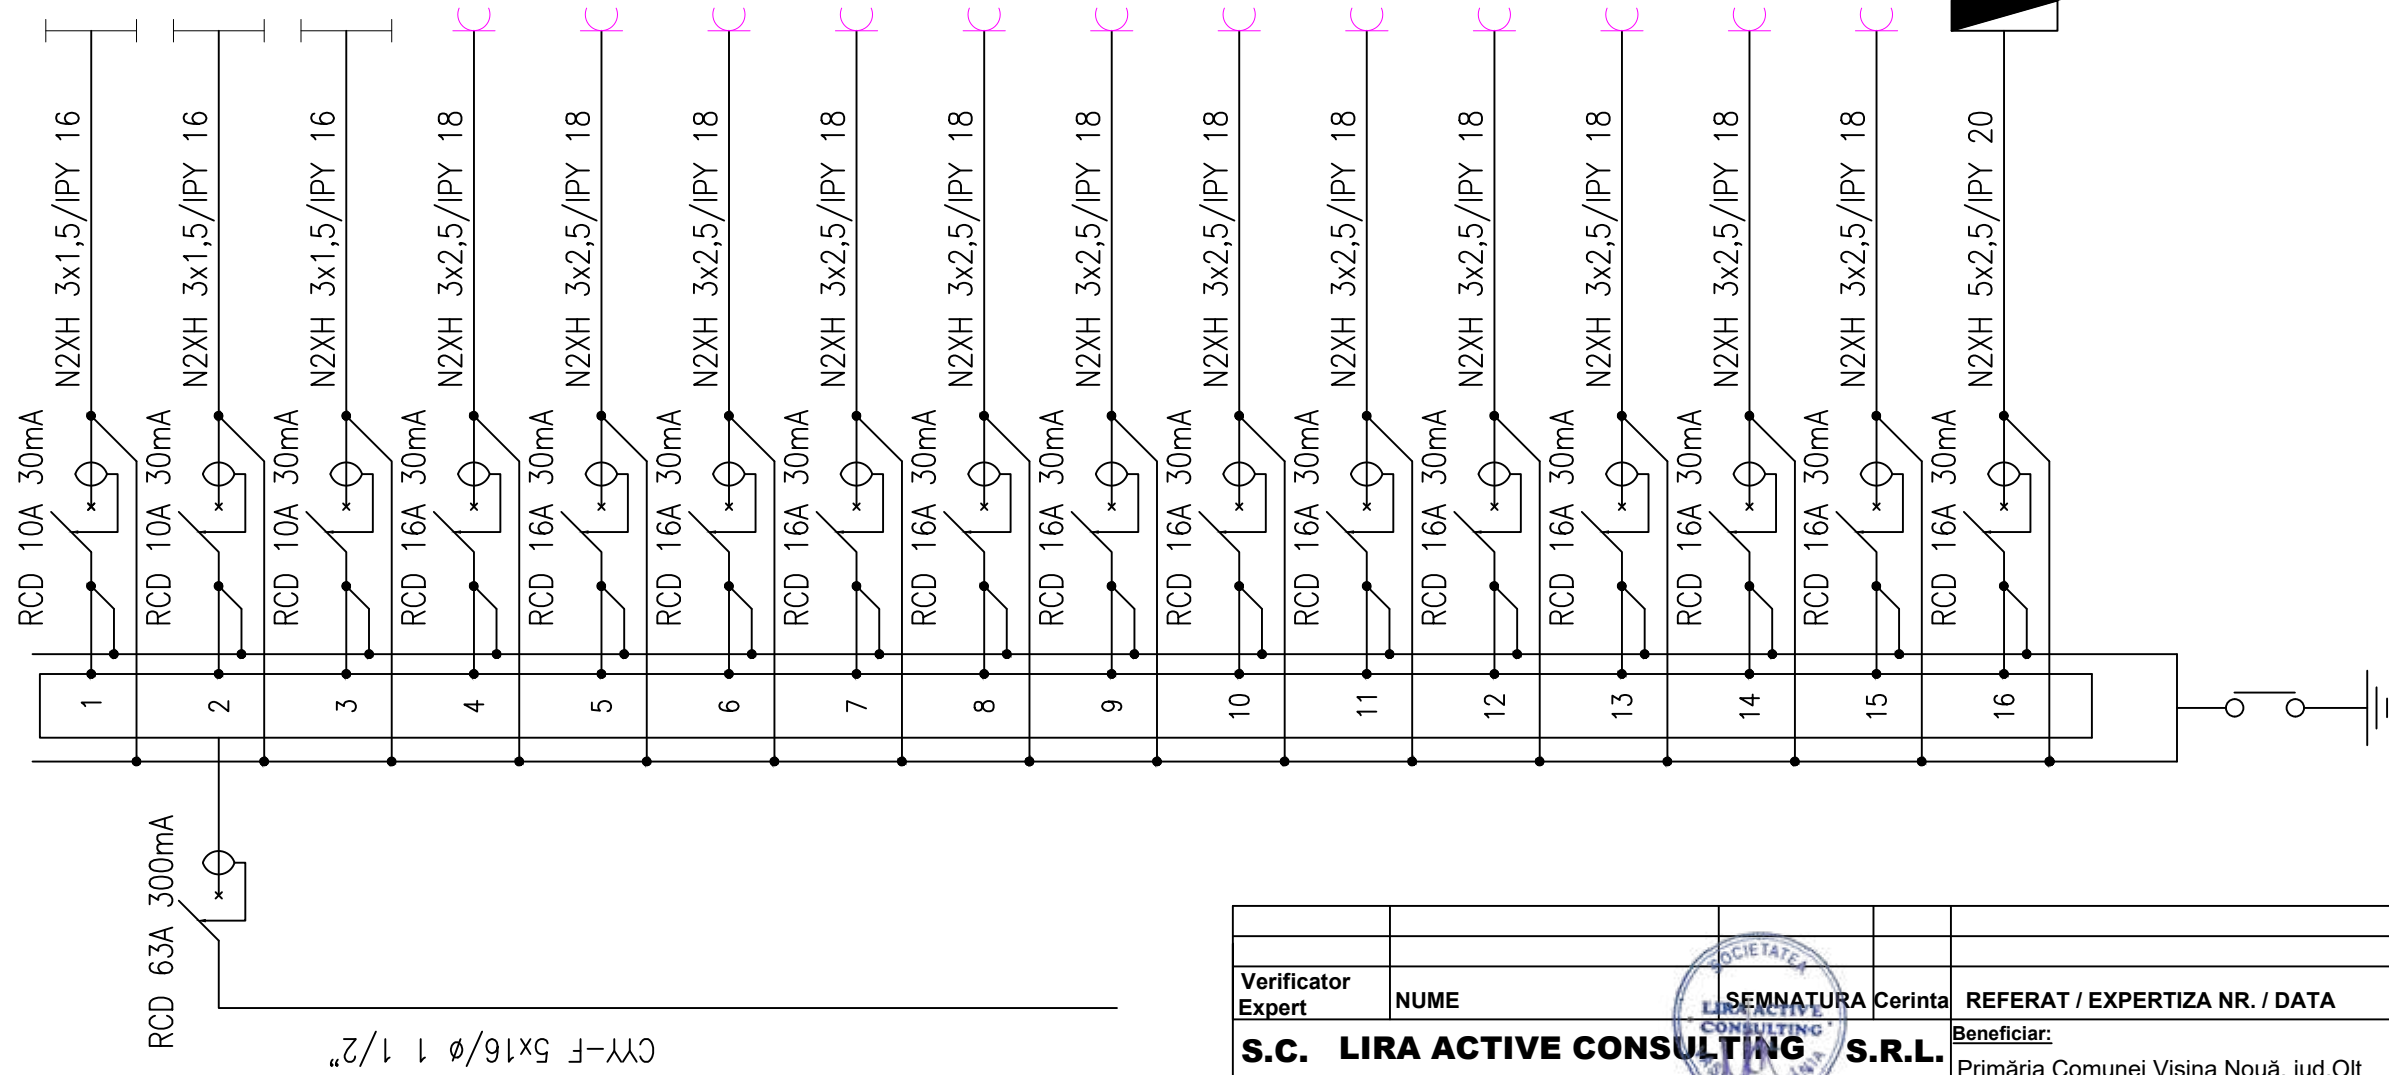 N2XH 3x1,5/IPY 16
N2XH 3x1,5/IPY 16
N2XH 3x1,5/IPY 16
N2XH 3x2,5/IPY 18
N2XH 3x2,5/IPY 18
N2XH 3x2,5/IPY 18
N2XH 3x2,5/IPY 18
N2XH 3x2,5/IPY 18
N2XH 3x2,5/IPY 18
N2XH 3x2,5/IPY 18
N2XH 3x2,5/IPY 18
N2XH 3x2,5/IPY 18
N2XH 3x2,5/IPY 18
N2XH 3x2,5/IPY 18
N2XH 3x2,5/IPY 18
N2XH 5x2,5/IPY 20
RCD 10A 30mA
RCD 10A 30mA
RCD 10A 30mA
RCD 16A 30mA
RCD 16A 30mA
RCD 16A 30mA
RCD 16A 30mA
RCD 16A 30mA
RCD 16A 30mA
RCD 16A 30mA
RCD 16A 30mA
RCD 16A 30mA
RCD 16A 30mA
RCD 16A 30mA
RCD 16A 30mA
RCD 16A 30mA
1
2
3
4
5
6
7
8
9
10
11
12
13
14
15
16
RCD 63A 300mA
CYY-F 5x16/ø 1 1/2"
Verificator
Expert
NUME
SEMNATURA
Cerinta
REFERAT / EXPERTIZA NR. / DATA
SOCIETATEA
LIRA ACTIVE
CONSULTING
S.C. LIRA ACTIVE CONSULTING S.R.L.
Beneficiar:
Primăria Comunei Vișina Nouă, jud.Olt